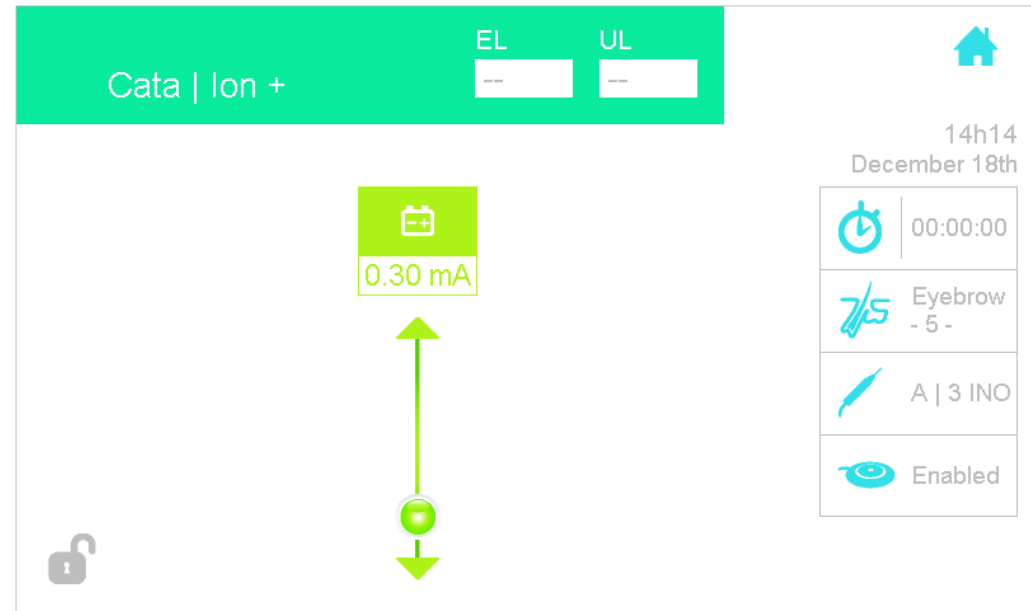 EL UL
Cata | Ion +
-- --
14h14
December 18th
0.30 mA
00:00:00
Eyebrow
- 5 -
A | 3 INO
Enabled